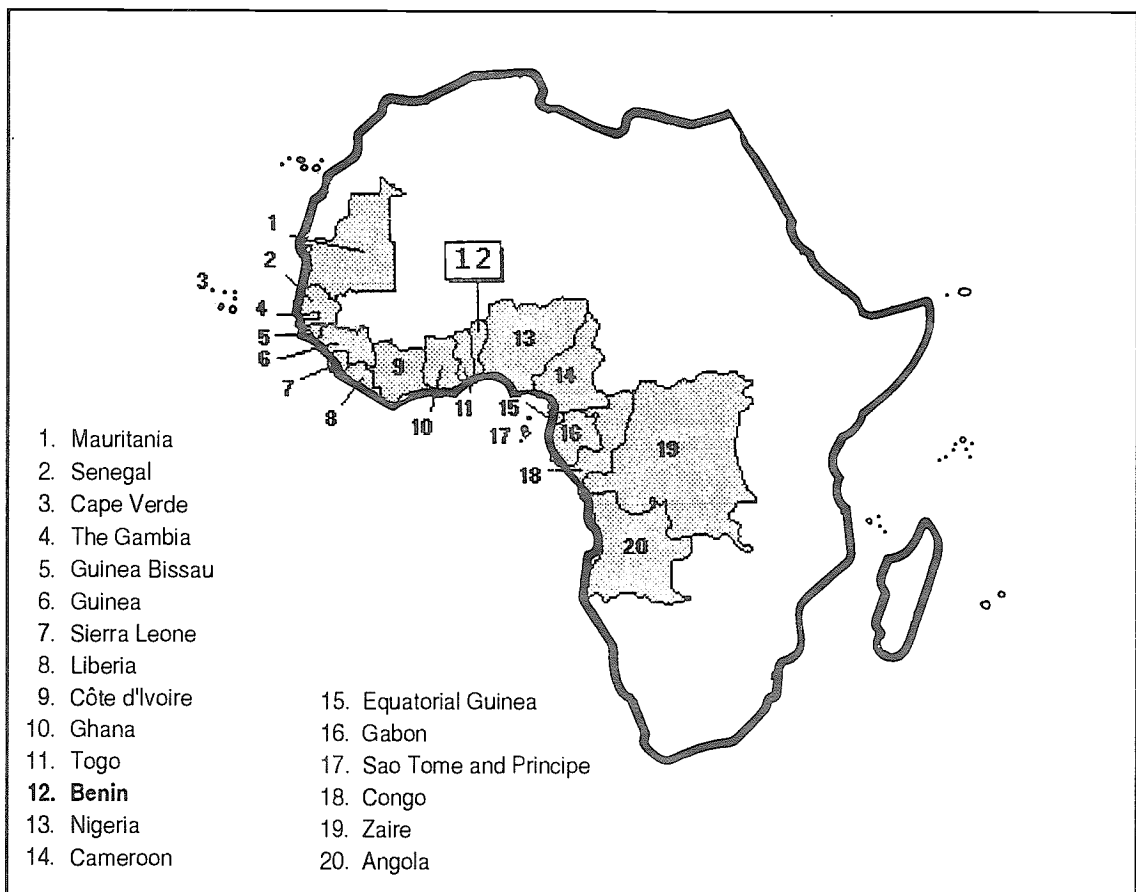 1
2
3
4
5
6
7
8
9
10
11
12
13
14
15
16
17
18
19
20
1. Mauritania
2. Senegal
3. Cape Verde
4. The Gambia
5. Guinea Bissau
6. Guinea
7. Sierra Leone
8. Liberia
9. Côte d'Ivoire
10. Ghana
11. Togo
12. Benin
13. Nigeria
14. Cameroon
15. Equatorial Guinea
16. Gabon
17. Sao Tome and Principe
18. Congo
19. Zaire
20. Angola